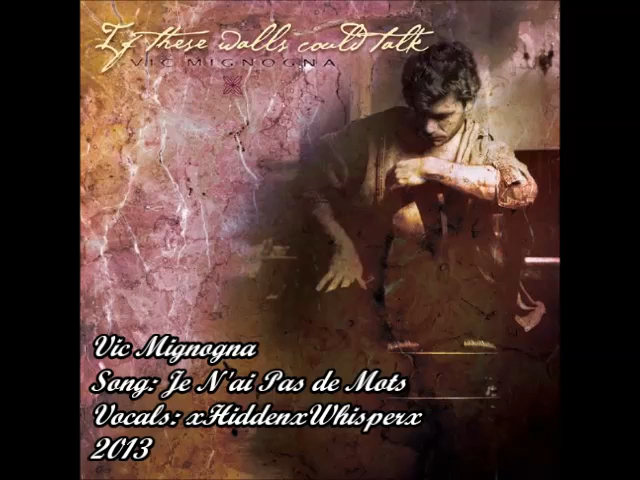 If these walls could talk
VIC MIGNOGNA
Vic Mignogna
Song: Je N'ai Pas de Mots
Vocals: xHiddenxWhisperx
2013